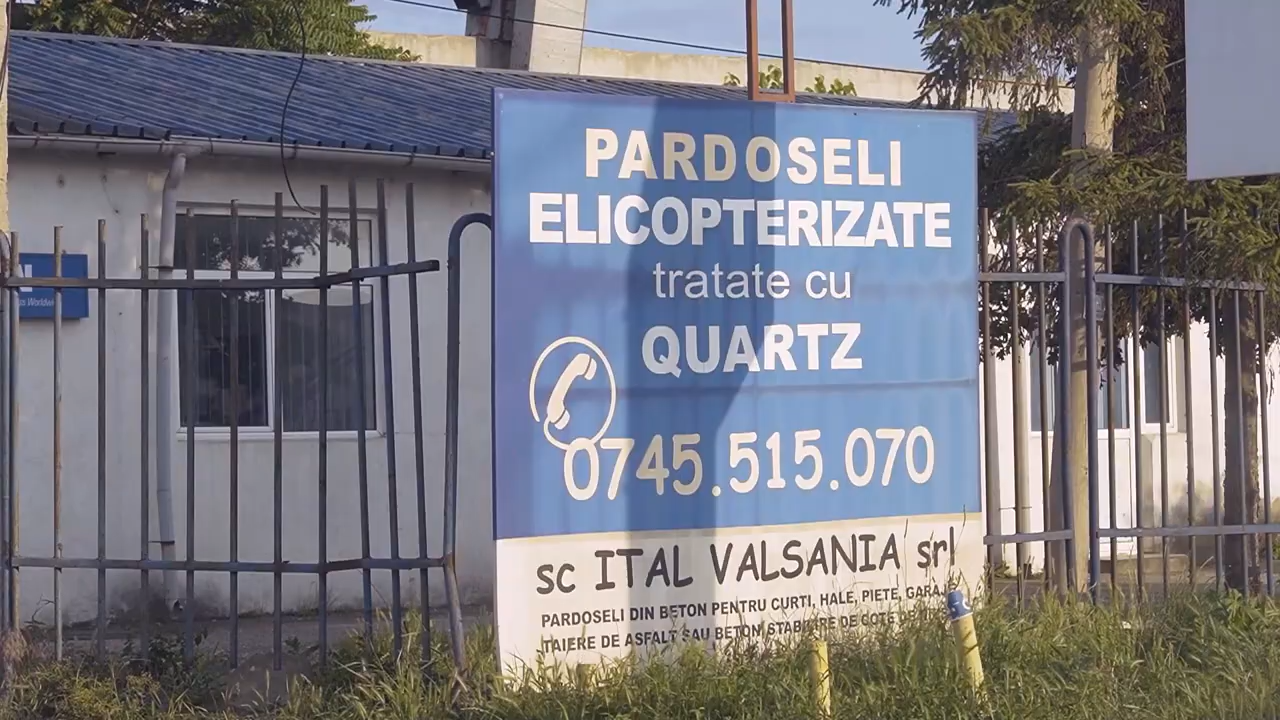 PARDOSELI
ELICOPTERIZATE
tratate cu
QUARTZ
0745.515.070
sc ITAL VALSANIA srl
PARDOSELI DIN BETON PENTRU CURTI, HALE, PIETE,
TAIERE DE ASFALT SAU BETON STABILIRE DE COTE